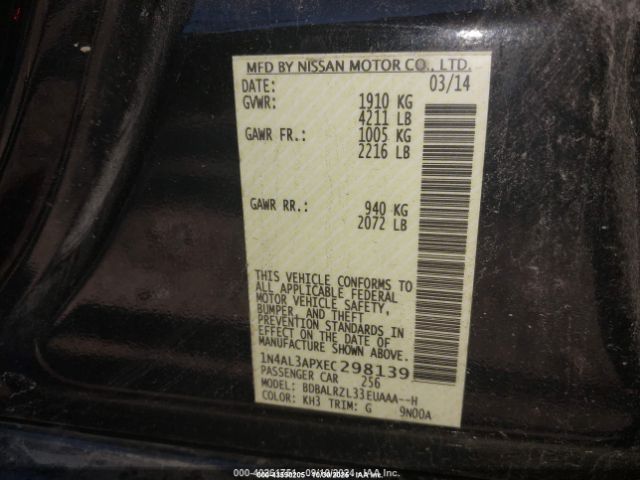 MFD BY NISSAN MOTOR CO., LTD.
DATE: 03/14
GVWR: 1910 KG
4211 LB
GAWR FR.: 1005 KG
2216 LB
GAWR RR.: 940 KG
2072 LB
THIS VEHICLE CONFORMS TO
ALL APPLICABLE FEDERAL
MOTOR VEHICLE SAFETY,
BUMPER, AND THEFT
PREVENTION STANDARDS IN
EFFECT ON THE DATE OF
MANUFACTURE SHOWN ABOVE.
1N4AL3APXEC298139
PASSENGER CAR 256
MODEL: BDBALRZL33EUAAA--H
COLOR: KH3 TRIM: G 9N00A
IAA.